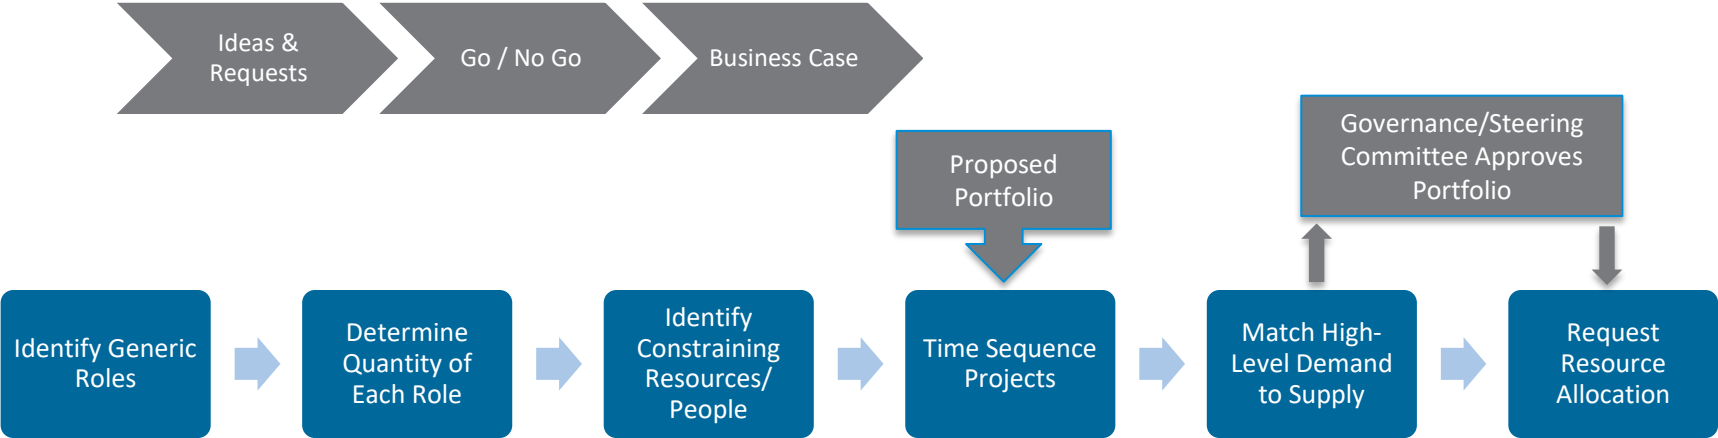 Ideas &
Requests
Go / No Go
Business Case
Proposed
Portfolio
Governance/Steering
Committee Approves
Portfolio
Identify Generic
Roles
Determine
Quantity of
Each Role
Identify
Constraining
Resources/
People
Time Sequence
Projects
Match High-
Level Demand
to Supply
Request
Resource
Allocation